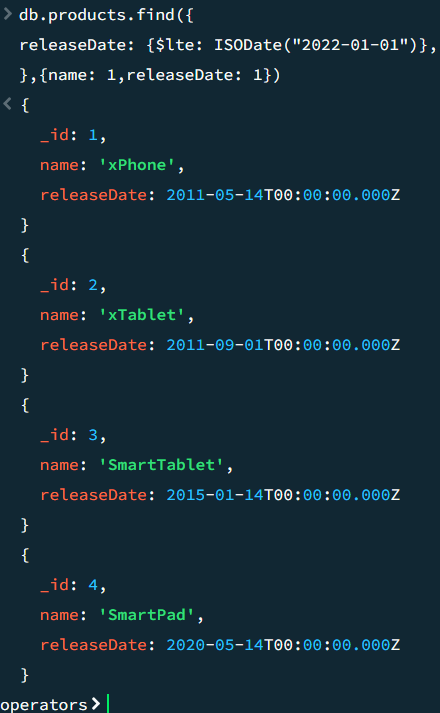 > db.products.find({
releaseDate: {$lte: ISODate("2022-01-01")},
},{name: 1,releaseDate: 1})
< {
_id: 1,
name: 'xPhone',
releaseDate: 2011-05-14T00:00:00.000Z
}
{
_id: 2,
name: 'xTablet',
releaseDate: 2011-09-01T00:00:00.000Z
}
{
_id: 3,
name: 'SmartTablet',
releaseDate: 2015-01-14T00:00:00.000Z
}
{
_id: 4,
name: 'SmartPad',
releaseDate: 2020-05-14T00:00:00.000Z
}
operators>